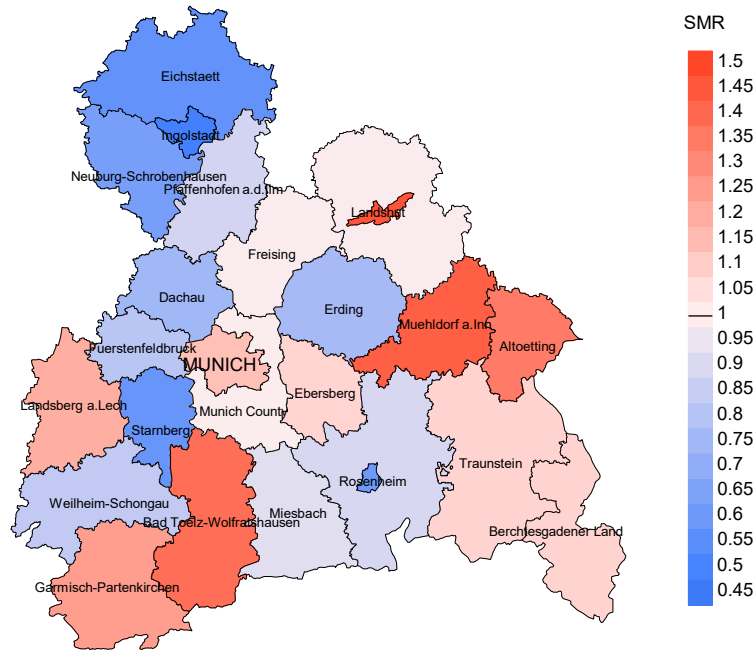 SMR
1.5
1.45
1.4
1.35
1.3
1.25
1.2
1.15
1.1
1.05
1
0.95
0.9
0.85
0.8
0.75
0.7
0.65
0.6
0.55
0.5
0.45
Eichstaett
Ingolstadt
Neuburg-Schrobenhausen
Pfaffenhofen a.d.Ilm
Landshut
Freising
Dachau
Erding
Muehldorf a.Inn
Altoetting
Fuerstenfeldbruck
MUNICH
Ebersberg
Landsberg a.Lech
Munich County
Starnberg
Traunstein
Rosenheim
Weilheim-Schongau
Miesbach
Bad Toelz-Wolfratshausen
Berchtesgadener Land
Garmisch-Partenkirchen